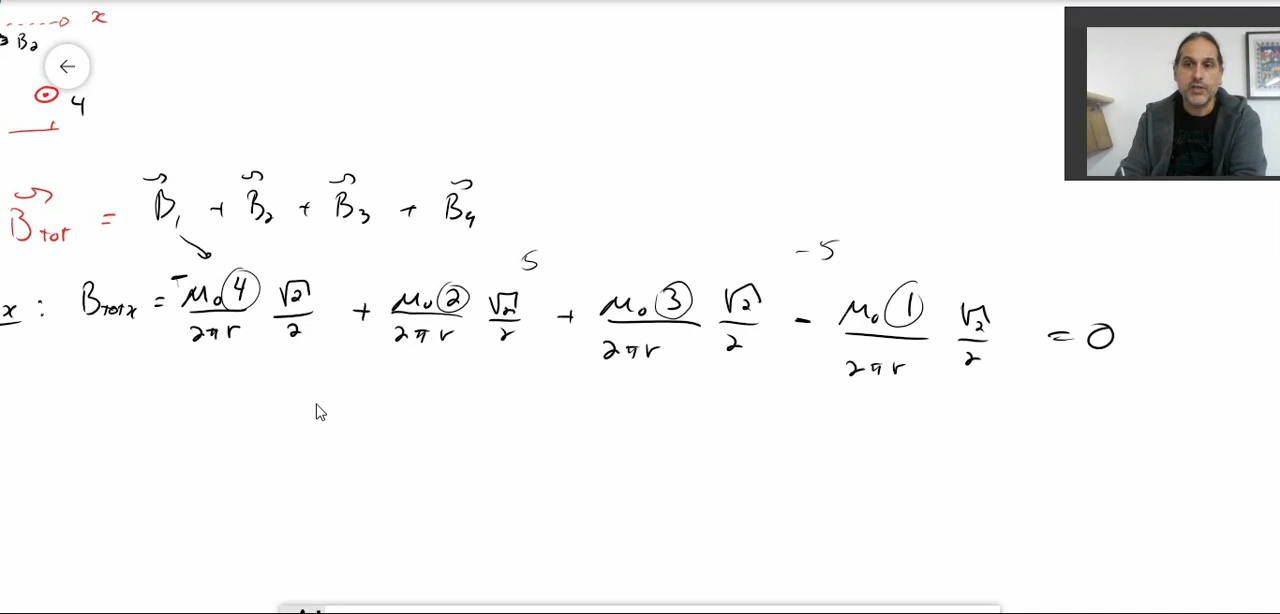 x
B₂
4
B⃗ₜₒₜ = B⃗₁ + B⃗₂ + B⃗₃ + B⃗₄
5 -5
x : Bₜₒₜₓ = -μ₀(4)/2πr √2/2 + μ₀(2)/2πr √2/2 + μ₀(3)/2πr √2/2 - μ₀(1)/2πr √2/2 = 0